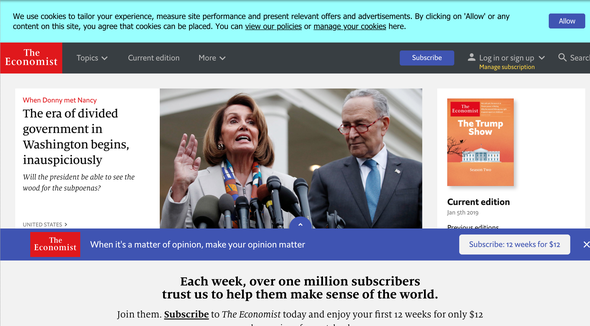 We use cookies to tailor your experience, measure site performance and present relevant offers and advertisements. By clicking on 'Allow' or any
content on this site, you agree that cookies can be placed. You can view our policies or manage your cookies here.
Allow
The
Economist
Topics
Current edition
More
Subscribe
Log in or sign up
Manage subscription
Searc
When Donny met Nancy
The era of divided
government in
Washington begins,
inauspiciously
Will the president be able to see the
wood for the subpoenas?
UNITED STATES
The Trump
Show
Season Two
Current edition
Jan 5th 2019
Previous editions
The
Economist
When it's a matter of opinion, make your opinion matter
Subscribe: 12 weeks for $12
Each week, over one million subscribers
trust us to help them make sense of the world.
Join them. Subscribe to The Economist today and enjoy your first 12 weeks for only $12